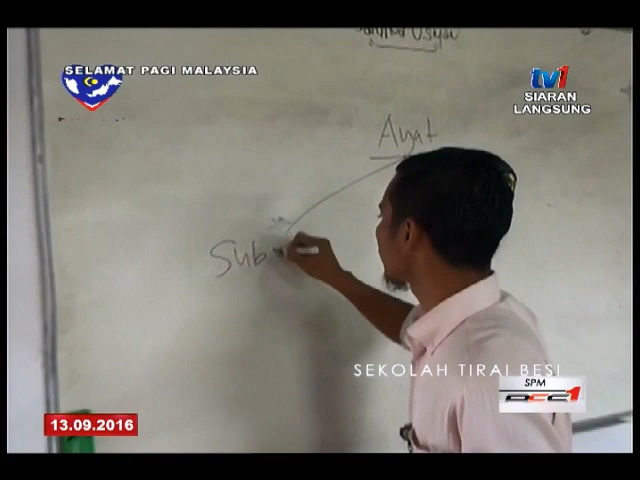 SELAMAT PAGI MALAYSIA
tv1
SIARAN
LANGSUNG
Ayat
Sub
SEKOLAH TIRAI BESI
SPM
13.09.2016